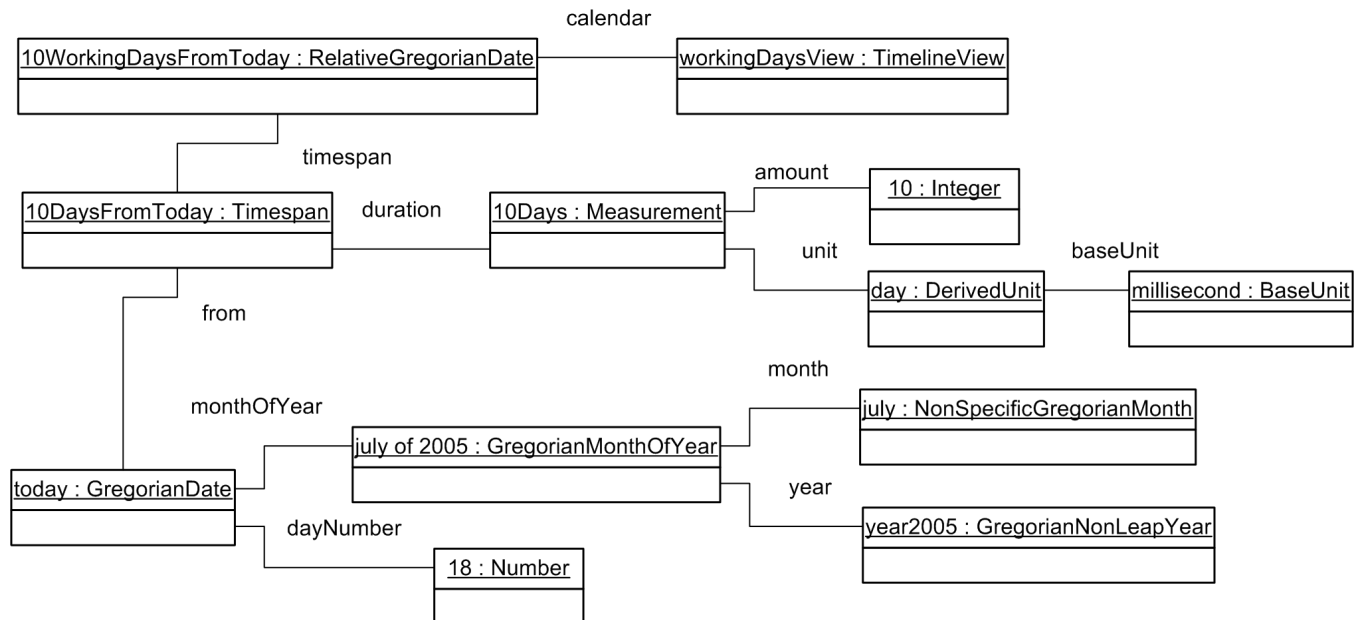 calendar
10WorkingDaysFromToday : RelativeGregorianDate
workingDaysView : TimelineView
timespan
amount
10 : Integer
10DaysFromToday : Timespan
duration
10Days : Measurement
unit
baseUnit
day : DerivedUnit
millisecond : BaseUnit
from
month
july : NonSpecificGregorianMonth
monthOfYear
july of 2005 : GregorianMonthOfYear
today : GregorianDate
year
year2005 : GregorianNonLeapYear
dayNumber
18 : Number